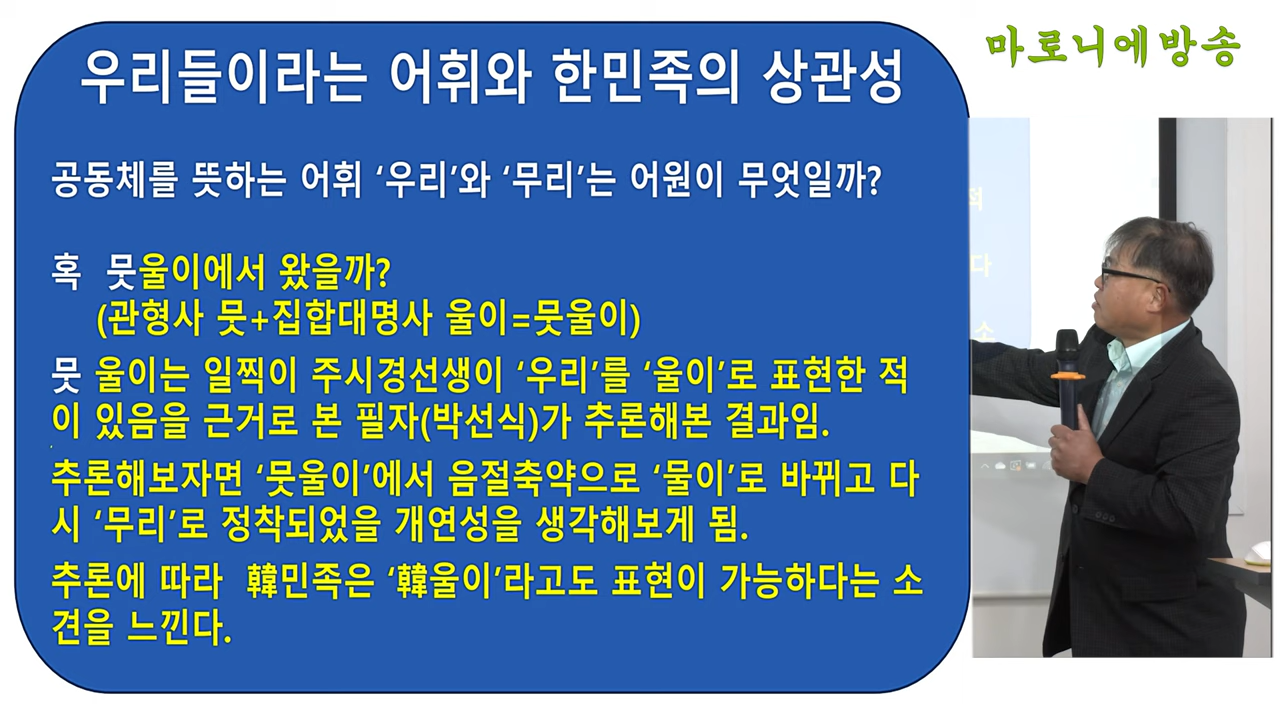 우리들이라는 어휘와 한민족의 상관성
마로니에방송
공동체를 뜻하는 어휘 ‘우리’와 ‘무리’는 어원이 무엇일까?
혹 뭇울이에서 왔을까?
(관형사 뭇+집합대명사 울이=뭇울이)
뭇 울이는 일찍이 주시경선생이 ‘우리’를 ‘울이’로 표현한 적
이 있음을 근거로 본 필자(박선식)가 추론해본 결과임.
추론해보자면 ‘뭇울이’에서 음절축약으로 ‘물이’로 바뀌고 다
시 ‘무리’로 정착되었을 개연성을 생각해보게 됨.
추론에 따라 韓민족은 ‘韓울이’라고도 표현이 가능하다는 소
견을 느낀다.
적
다
소